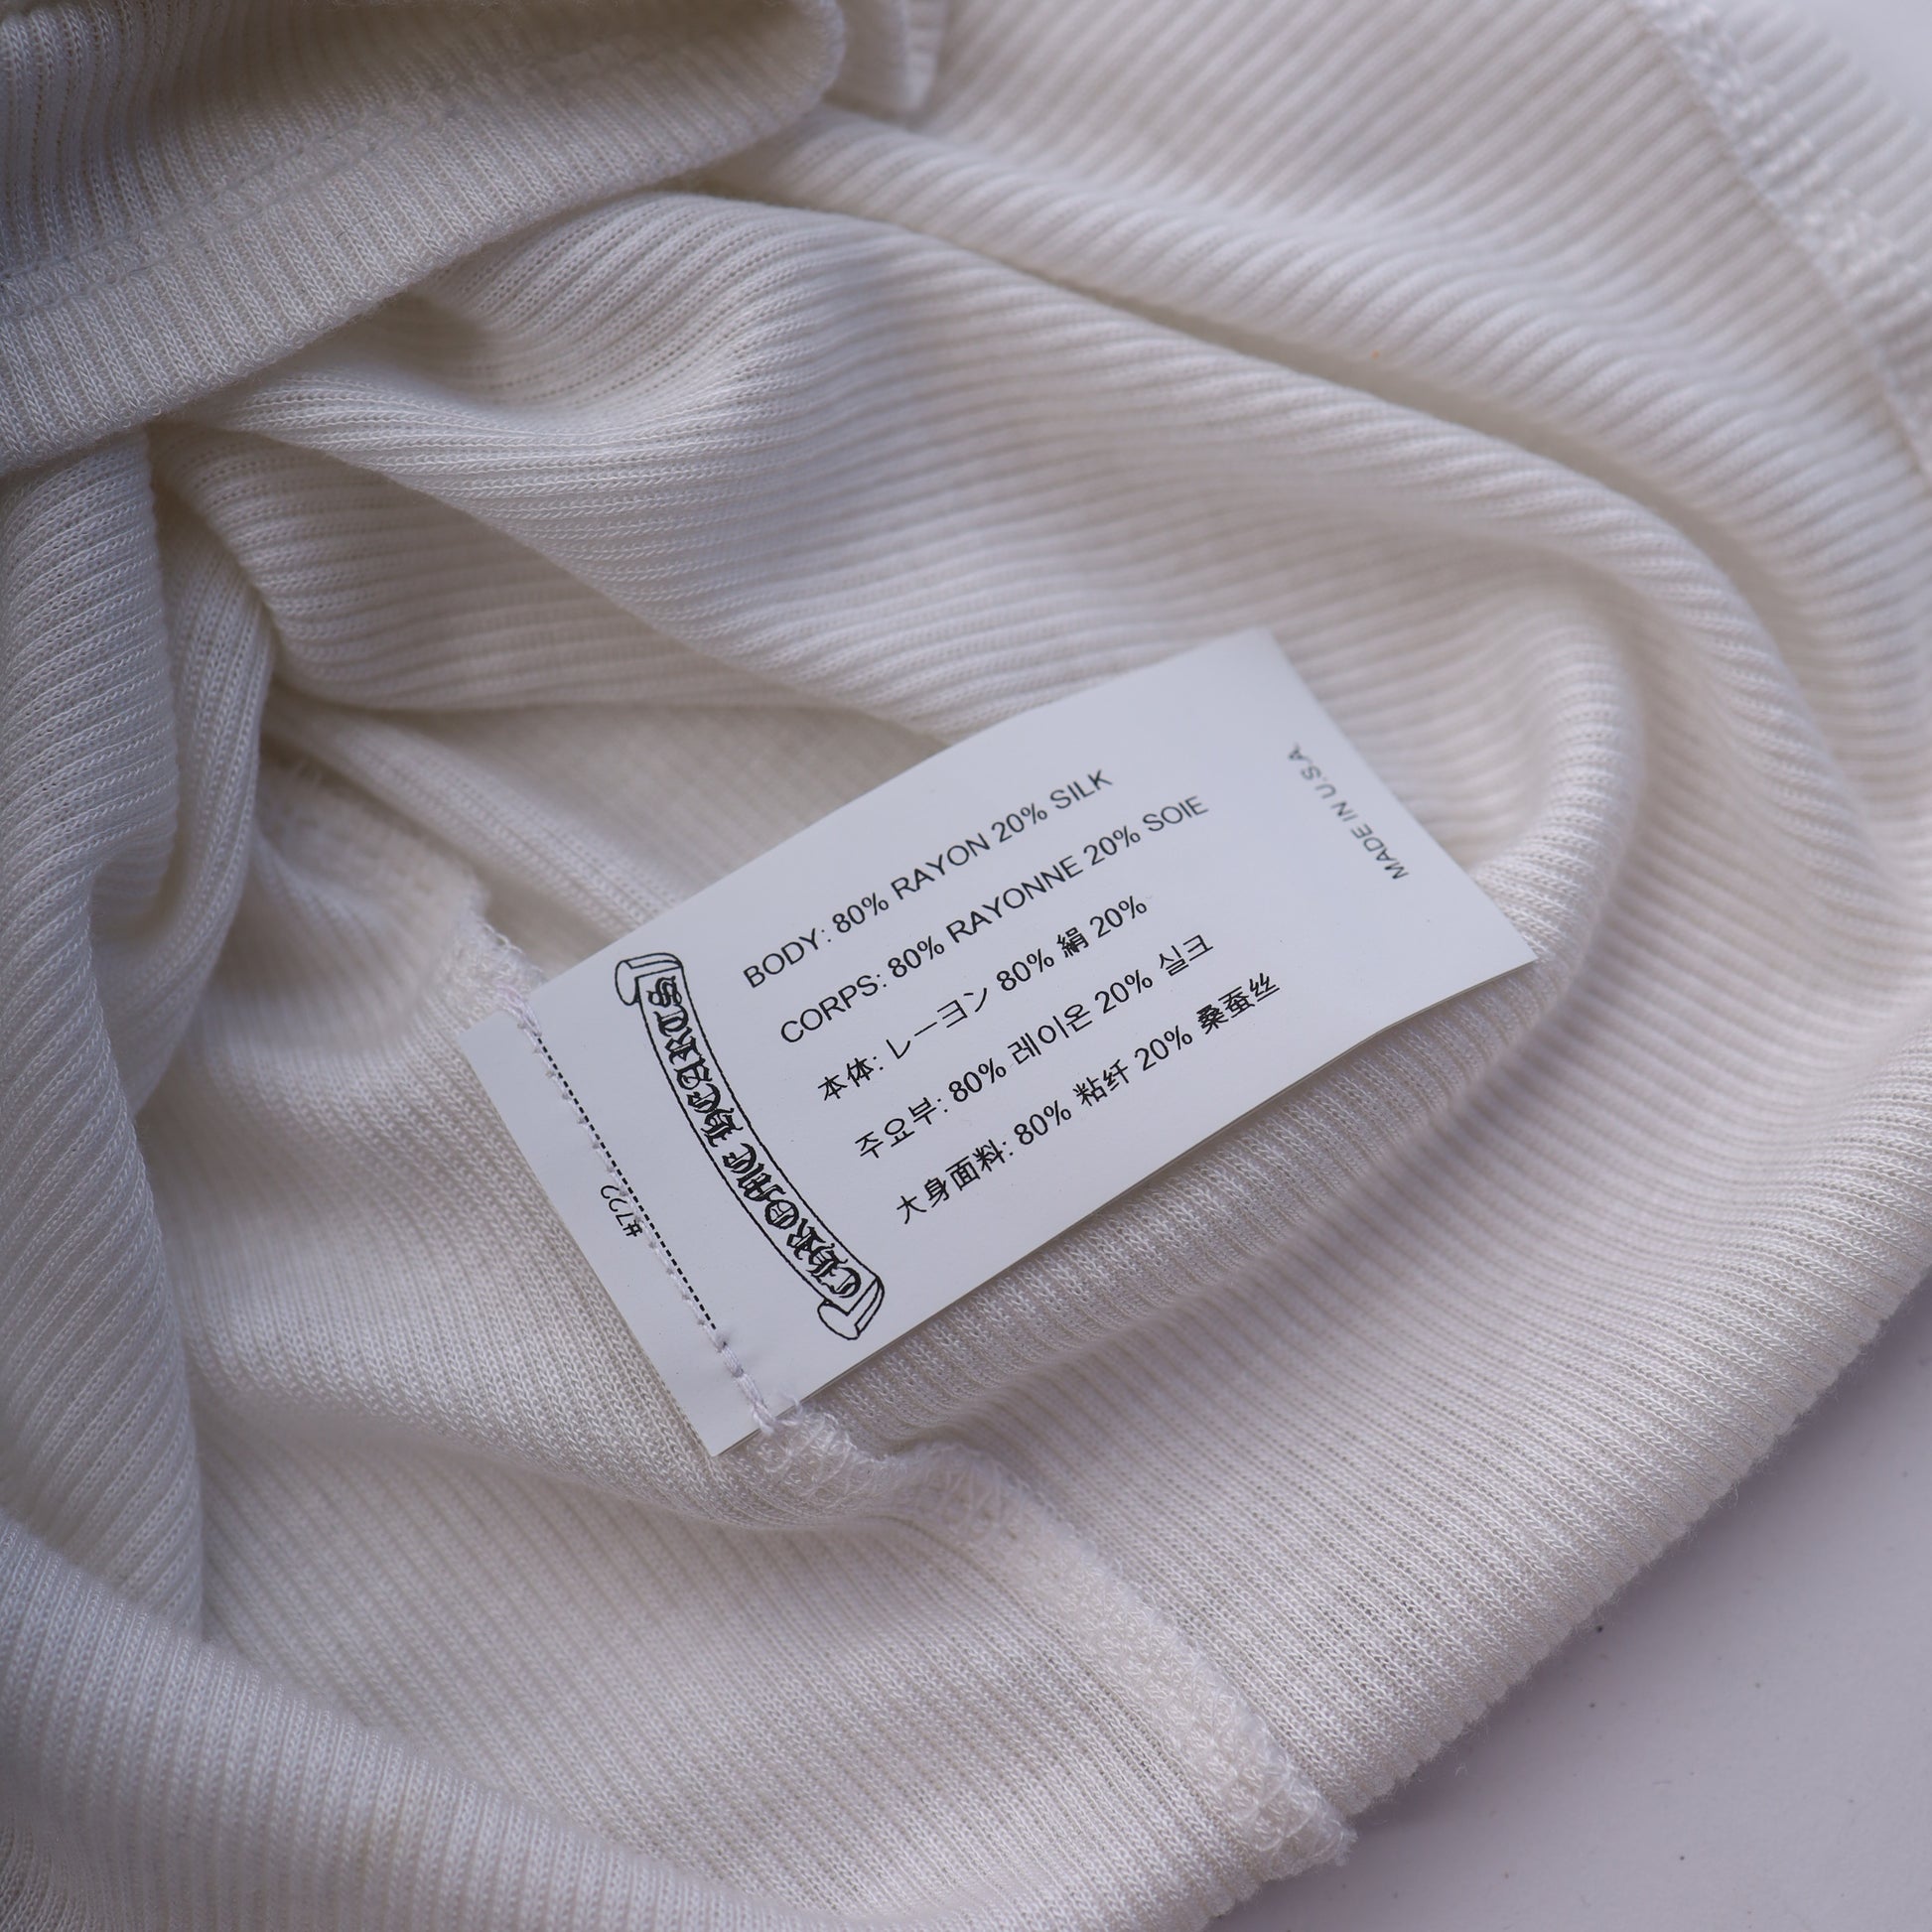 BODY: 80% RAYON 20% SILK
CORPS: 80% RAYONNE 20% SOIE
本体: レーヨン 80% 絹 20%
주요부: 80% 레이온 20% 실크
大身面料: 80% 粘纤 20% 桑蚕丝
MADE IN U.S.A
CHROME HEARTS
#722